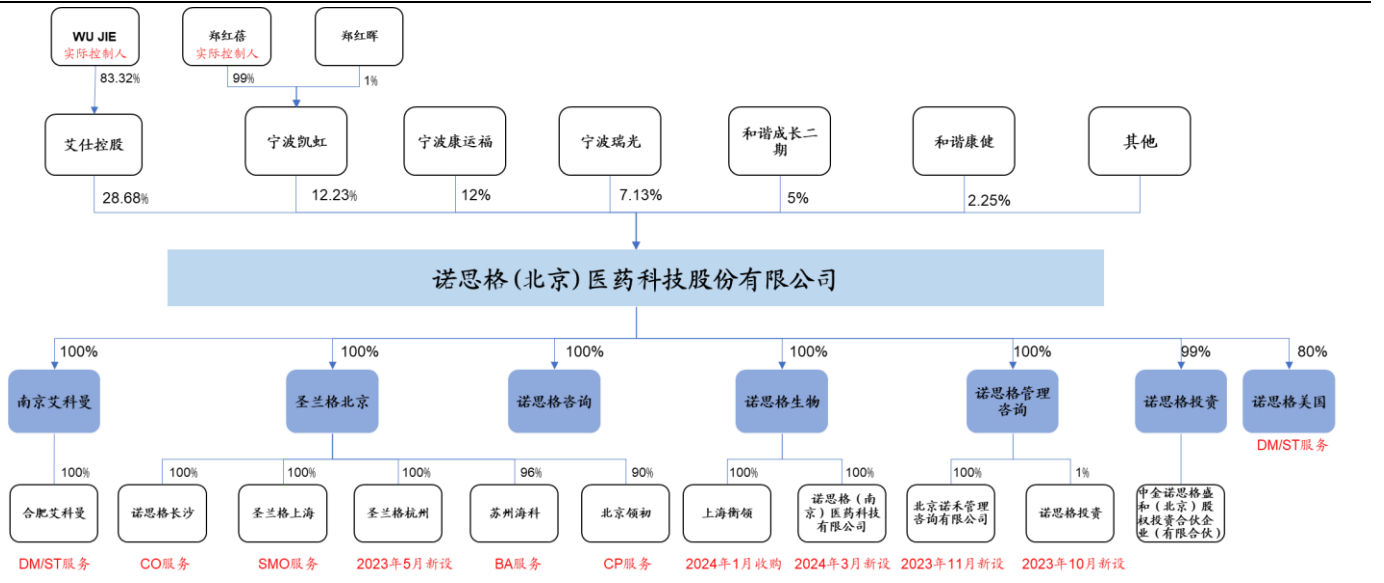 WU JIE
实际控制人
郑红蓓
实际控制人
郑红晖
83.32%
99%
1%
艾仕控股
宁波凯虹
宁波康运福
宁波瑞光
和谐成长二
期
和谐康健
其他
28.68%
12.23%
12%
7.13%
5%
2.25%
诺思格(北京)医药科技股份有限公司
100%
100%
100%
100%
100%
99%
80%
南京艾科曼
圣兰格北京
诺思格咨询
诺思格生物
诺思格管理
咨询
诺思格投资
诺思格美国
DM/ST服务
100%
100%
100%
100%
96%
90%
100%
100%
100%
1%
合肥艾科曼
诺思格长沙
圣兰格上海
圣兰格杭州
苏州海科
北京领初
上海衡领
诺思格（南
京）医药科技
有限公司
北京诺禾管理
咨询有限公司
诺思格投资
中金诺思格盛
和（北京）股
权投资合伙企
业（有限合伙）
DM/ST服务
CO服务
SMO服务
2023年5月新设
BA服务
CP服务
2024年1月收购
2024年3月新设
2023年11月新设
2023年10月新设